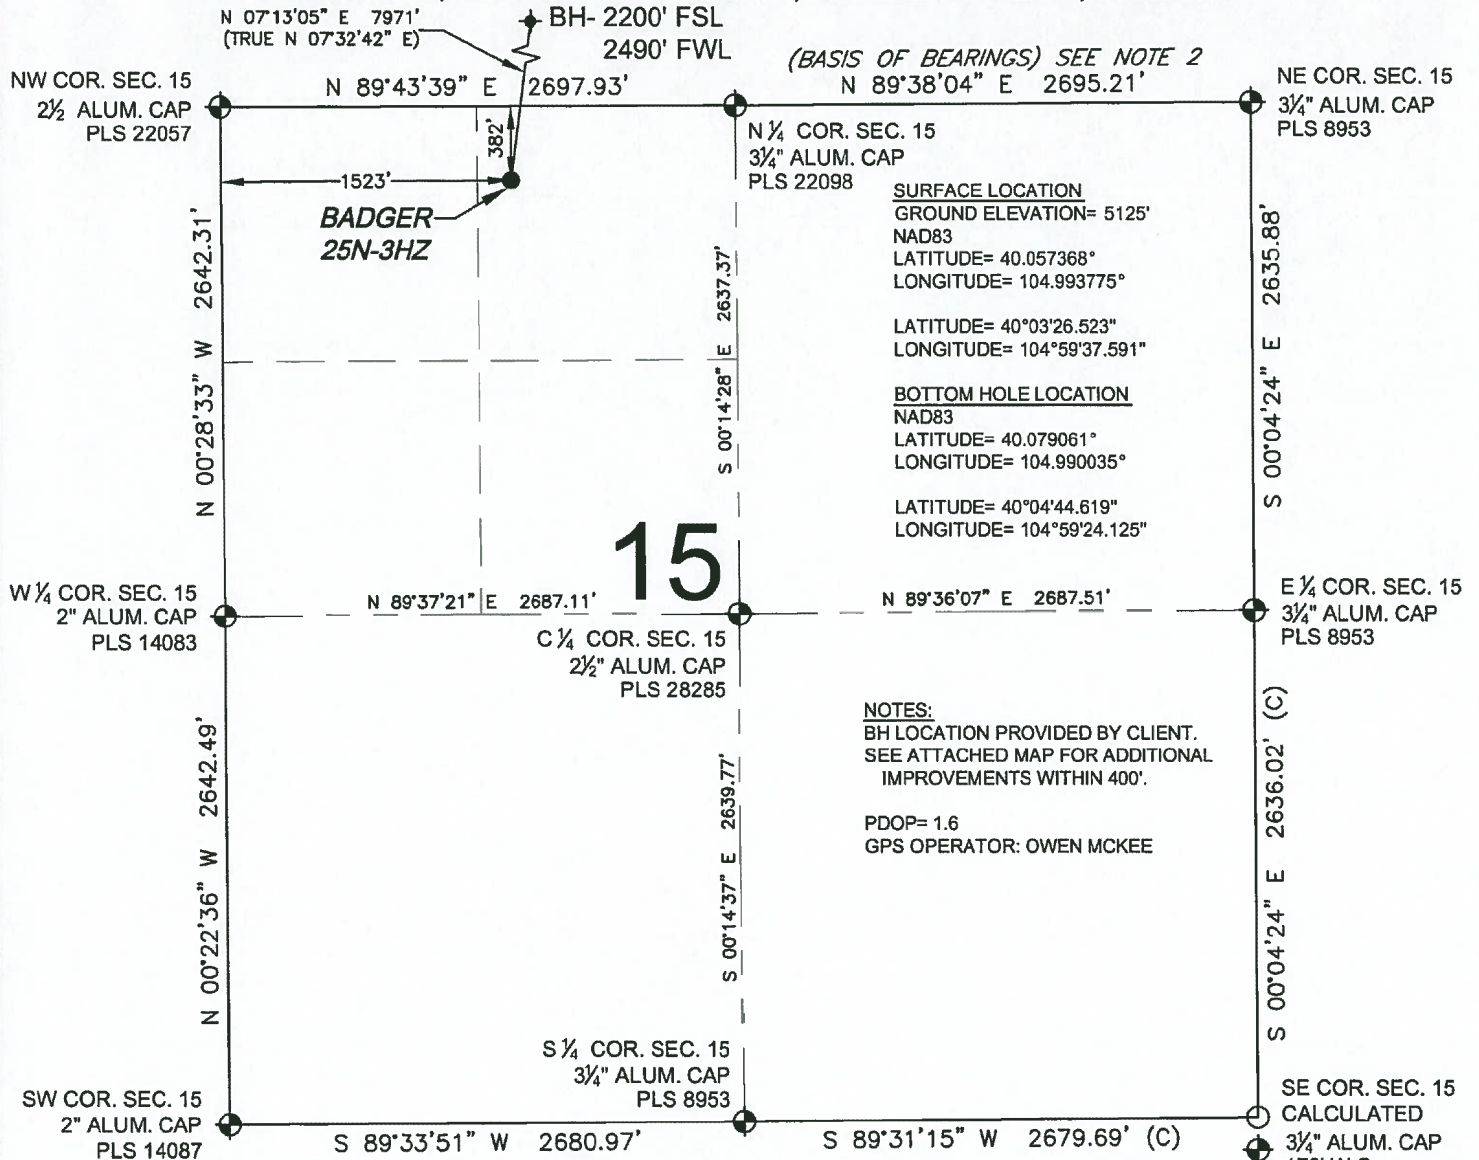 N 07°13'05" E 7971'
(TRUE N 07°32'42" E)
BH- 2200' FSL
2490' FWL
(BASIS OF BEARINGS) SEE NOTE 2
NW COR. SEC. 15
2½ ALUM. CAP
PLS 22057
N 89°43'39" E 2697.93'
N 89°38'04" E 2695.21'
NE COR. SEC. 15
3¼" ALUM. CAP
PLS 8953
382'
1523'
BADGER
25N-3HZ
N ¼ COR. SEC. 15
3¼" ALUM. CAP
PLS 22098
SURFACE LOCATION
GROUND ELEVATION= 5125'
NAD83
LATITUDE= 40.057368°
LONGITUDE= 104.993775°
LATITUDE= 40°03'26.523"
LONGITUDE= 104°59'37.591"
BOTTOM HOLE LOCATION
NAD83
LATITUDE= 40.079061°
LONGITUDE= 104.990035°
LATITUDE= 40°04'44.619"
LONGITUDE= 104°59'24.125"
N 00°28'33" W 2642.31'
S 00°14'28" E 2637.37'
S 00°04'24" E 2635.88'
15
W ¼ COR. SEC. 15
2" ALUM. CAP
PLS 14083
N 89°37'21" E 2687.11'
N 89°36'07" E 2687.51'
E ¼ COR. SEC. 15
3¼" ALUM. CAP
PLS 8953
C ¼ COR. SEC. 15
2½" ALUM. CAP
PLS 28285
NOTES:
BH LOCATION PROVIDED BY CLIENT.
SEE ATTACHED MAP FOR ADDITIONAL
IMPROVEMENTS WITHIN 400'.
PDOP= 1.6
GPS OPERATOR: OWEN MCKEE
N 00°22'36" W 2642.49'
S 00°14'37" E 2639.77'
S 00°04'24" E 2636.02' (C)
S ¼ COR. SEC. 15
3¼" ALUM. CAP
PLS 8953
SW COR. SEC. 15
2" ALUM. CAP
PLS 14087
S 89°33'51" W 2680.97'
S 89°31'15" W 2679.69' (C)
SE COR. SEC. 15
CALCULATED
3¼" ALUM. CAP